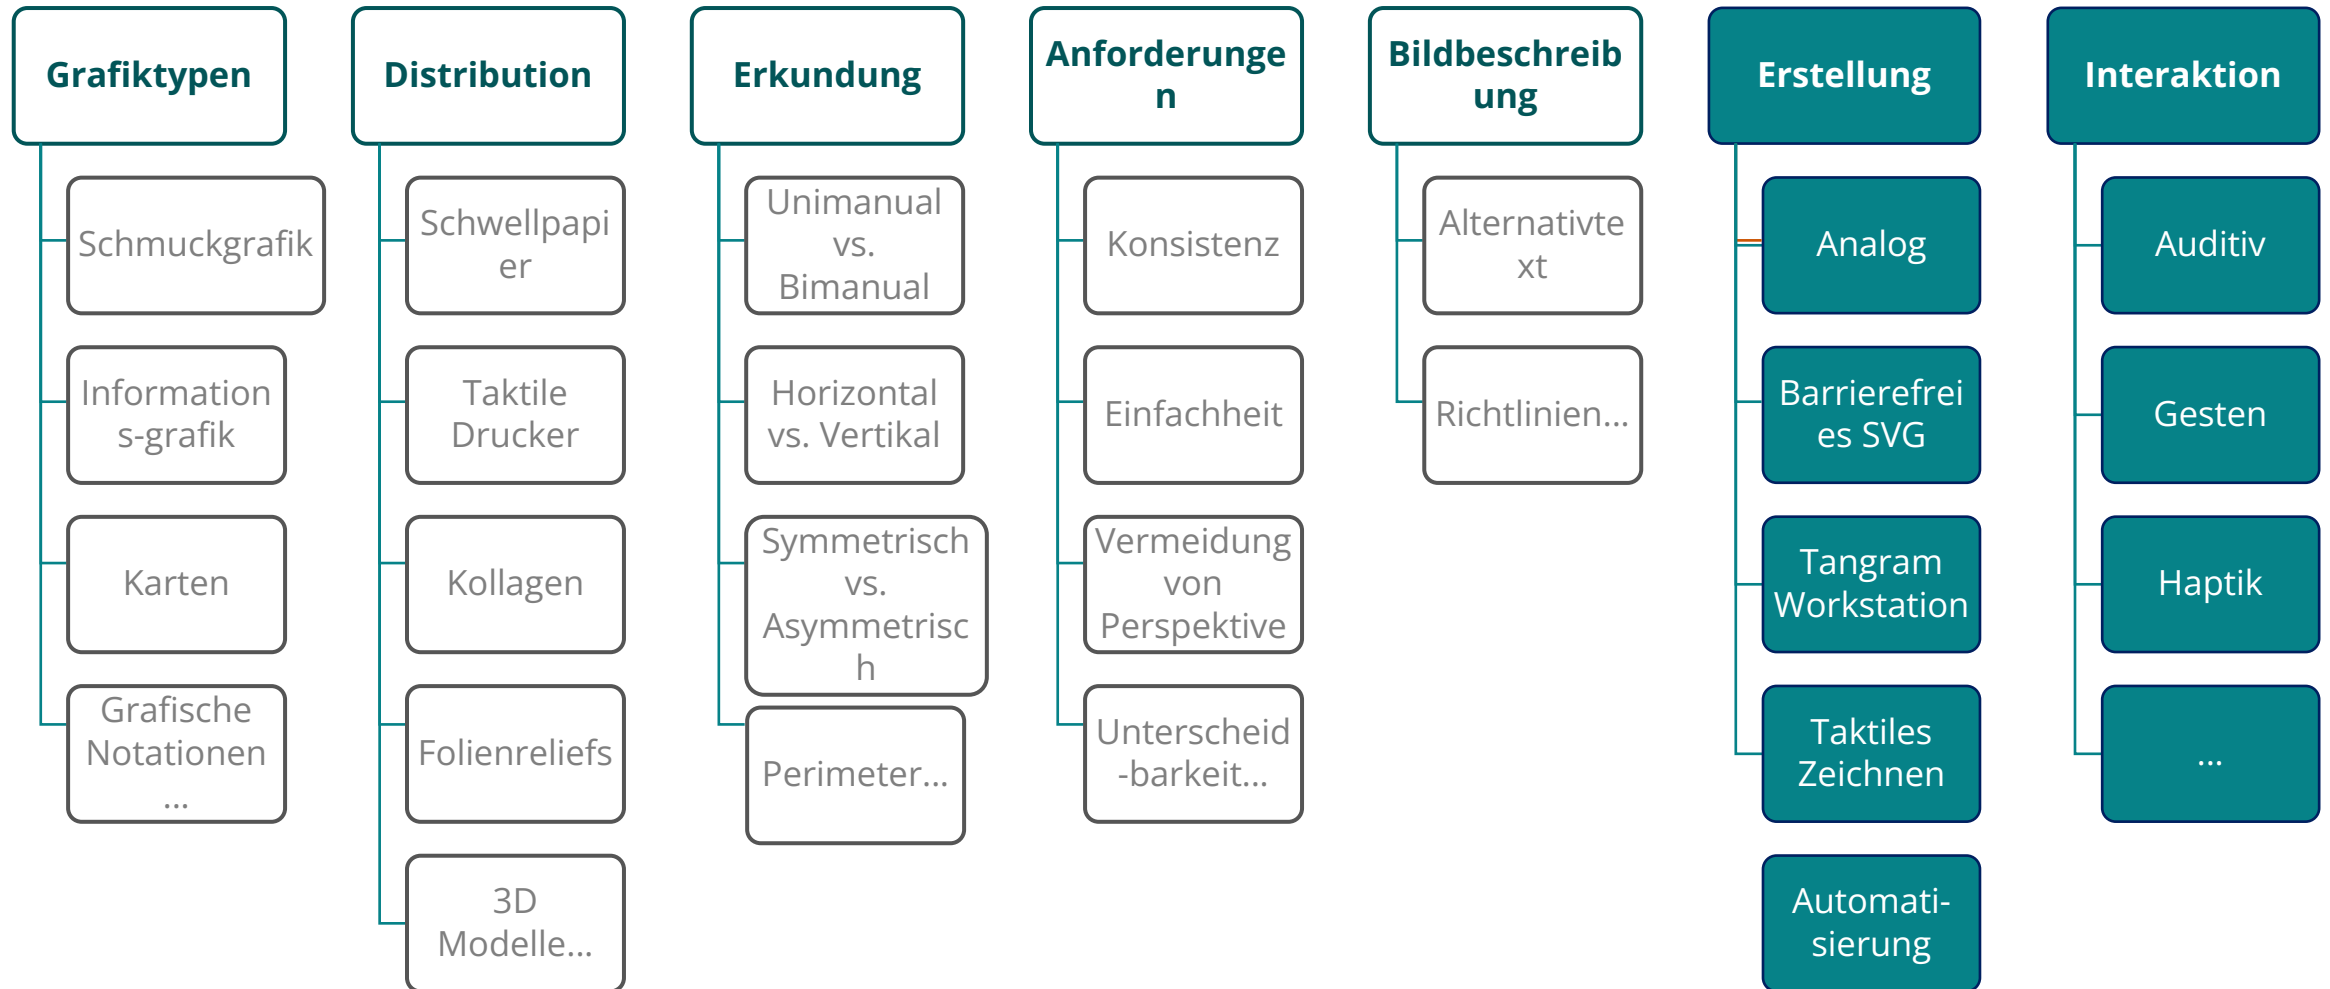 Grafiktypen
Schmuckgrafik
Information
s-grafik
Karten
Grafische
Notationen
...
Distribution
Schwellpapi
er
Taktile
Drucker
Kollagen
Folienreliefs
3D
Modelle...
Erkundung
Unimanual
vs.
Bimanual
Horizontal
vs. Vertikal
Symmetrisch
vs.
Asymmetrisc
h
Perimeter...
Anforderunge
n
Konsistenz
Einfachheit
Vermeidung
von
Perspektive
Unterscheid
-barkeit...
Bildbeschreib
ung
Alternativte
xt
Richtlinien...
Erstellung
Analog
Barrierefrei
es SVG
Tangram
Workstation
Taktiles
Zeichnen
Automati-
sierung
Interaktion
Auditiv
Gesten
Haptik
...